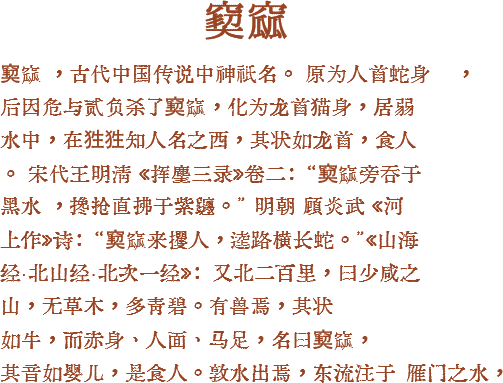 窫窳
窫窳 ，古代中国传说中神祇名。 原为人首蛇身 ，
后因危与贰负杀了窫窳，化为龙首猫身，居弱
水中，在狌狌知人名之西，其状如龙首，食人
。 宋代王明清 《挥麈三录》卷二: “窫窳旁吞于
黑水 ，搀抢直拂于紫躔。” 明朝 顾炎武 《河
上作》诗: “窫窳来攫人，逵路横长蛇。”《山海
经·北山经·北次一经》: 又北二百里，曰少咸之
山，无草木，多青碧。有兽焉，其状
如牛，而赤身、人面、马足，名曰窫窳，
其音如婴儿，是食人。敦水出焉，东流注于 雁门之水，